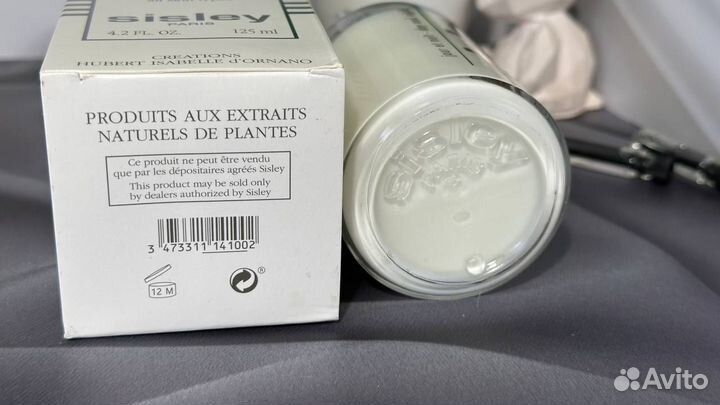 sisley
PARIS
4.2 FL. OZ. 125 ml
CREATIONS
HUBERT ISABELLE d'ORNANO
PRODUITS AUX EXTRAITS
NATURELS DE PLANTES
Ce produit ne peut être vendu
que par les dépositaires agréés Sisley
This product may be sold only
by dealers authorized by Sisley
3 473311 141002
12 M
®
sisley
Avito